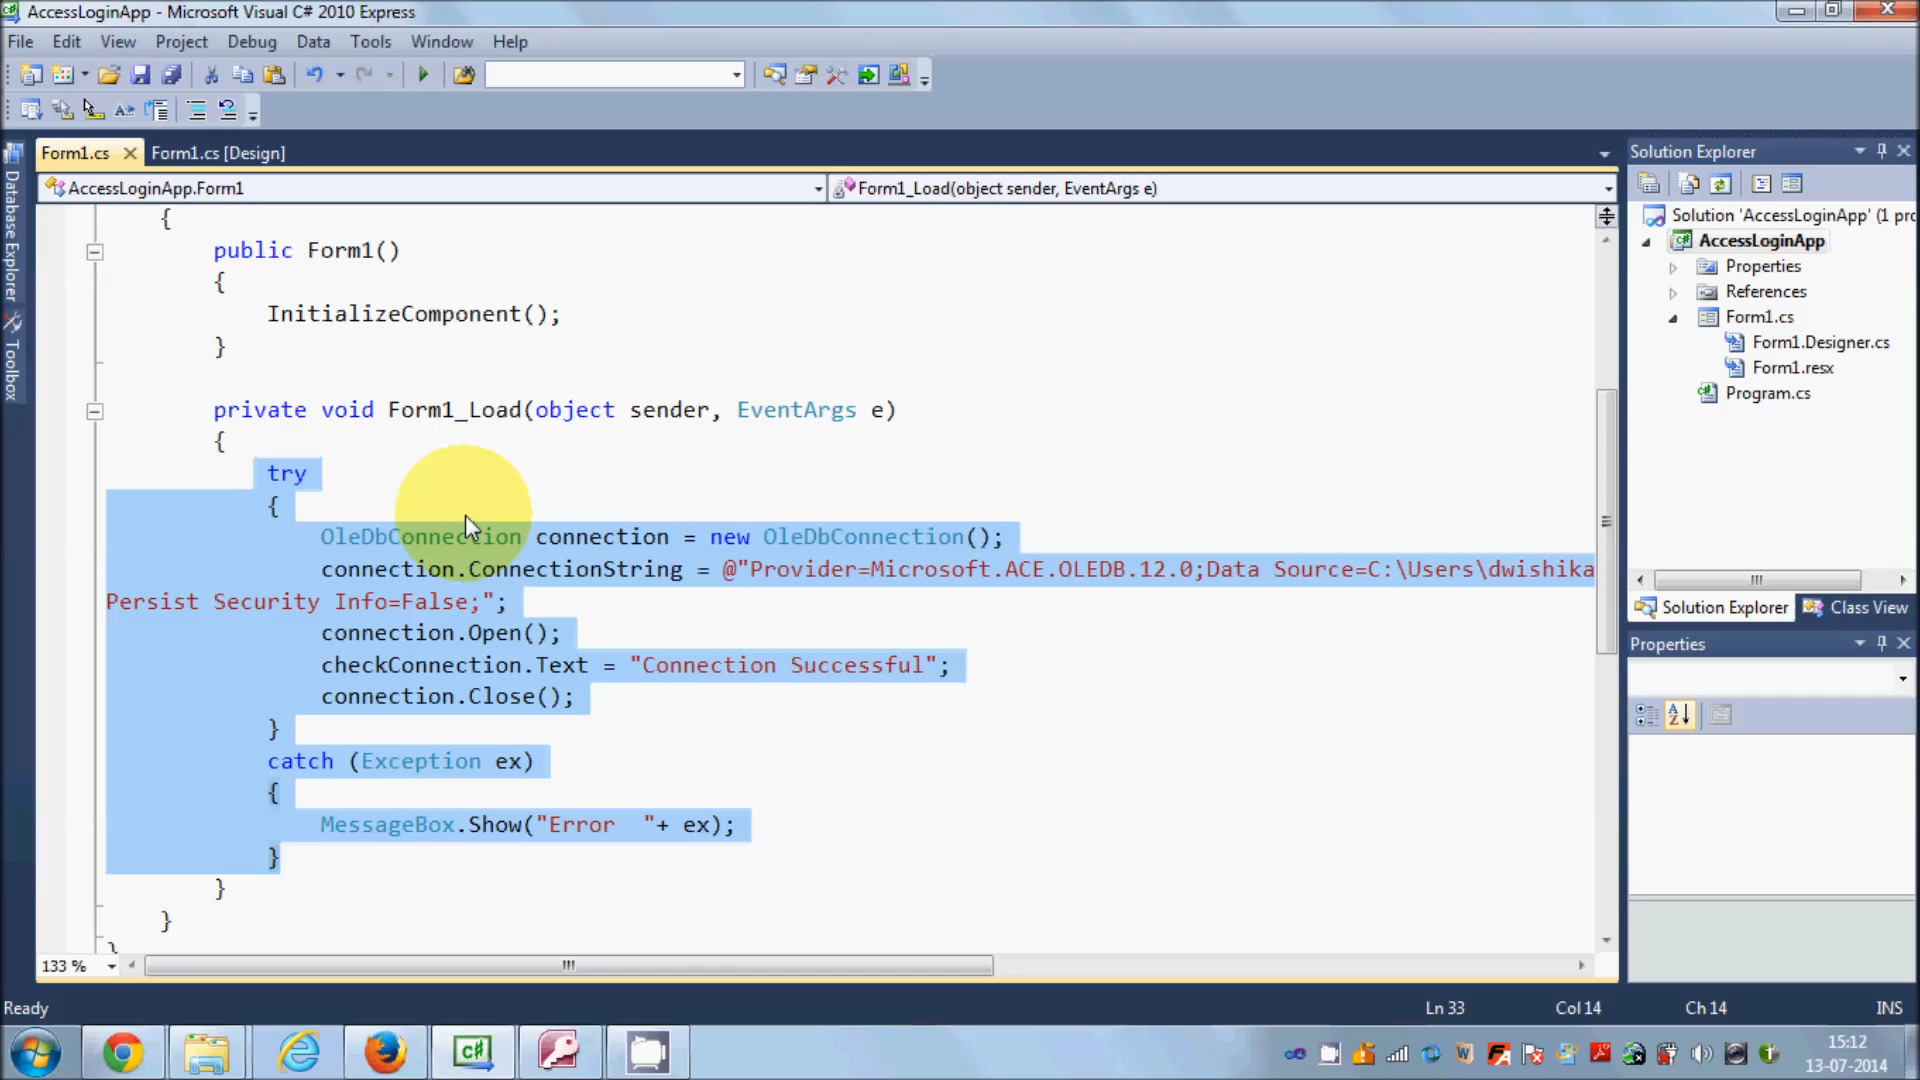 AccessLoginApp - Microsoft Visual C# 2010 Express
File Edit View Project Debug Data Tools Window Help
Form1.cs Form1.cs [Design]
AccessLoginApp.Form1 Form1_Load(object sender, EventArgs e)
Database Explorer
Toolbox
{
public Form1()
{
InitializeComponent();
}
private void Form1_Load(object sender, EventArgs e)
{
try
{
OleDbConnection connection = new OleDbConnection();
connection.ConnectionString = @"Provider=Microsoft.ACE.OLEDB.12.0;Data Source=C:\Users\dwishika
Persist Security Info=False;";
connection.Open();
checkConnection.Text = "Connection Successful";
connection.Close();
}
catch (Exception ex)
{
MessageBox.Show("Error  "+ ex);
}
}
}
}
133 %
Solution Explorer
Solution 'AccessLoginApp' (1 pro
AccessLoginApp
Properties
References
Form1.cs
Form1.Designer.cs
Form1.resx
Program.cs
Solution Explorer Class View
Properties
Ready Ln 33 Col 14 Ch 14 INS
15:12
13-07-2014